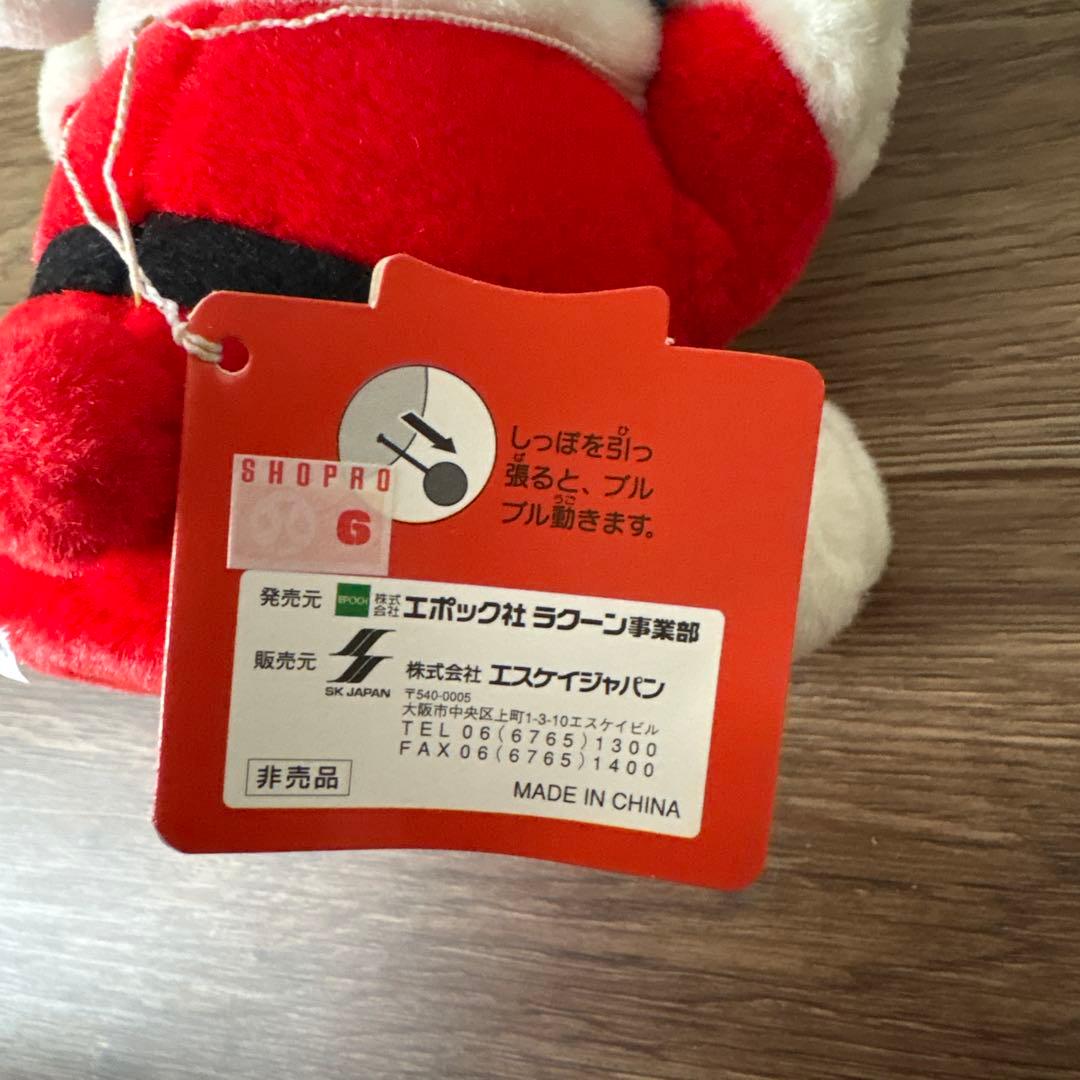 しっぽを引っ
張ると、ブル
ブル動きます。
SHOPRO
G
発売元 EPOCH 株式会社 エポック社 ラクーン事業部
販売元 SK JAPAN 株式会社 エスケイジャパン
〒540-0005
大阪市中央区上町1-3-10エスケイビル
TEL 06(6765)1300
FAX 06(6765)1400
非売品
MADE IN CHINA